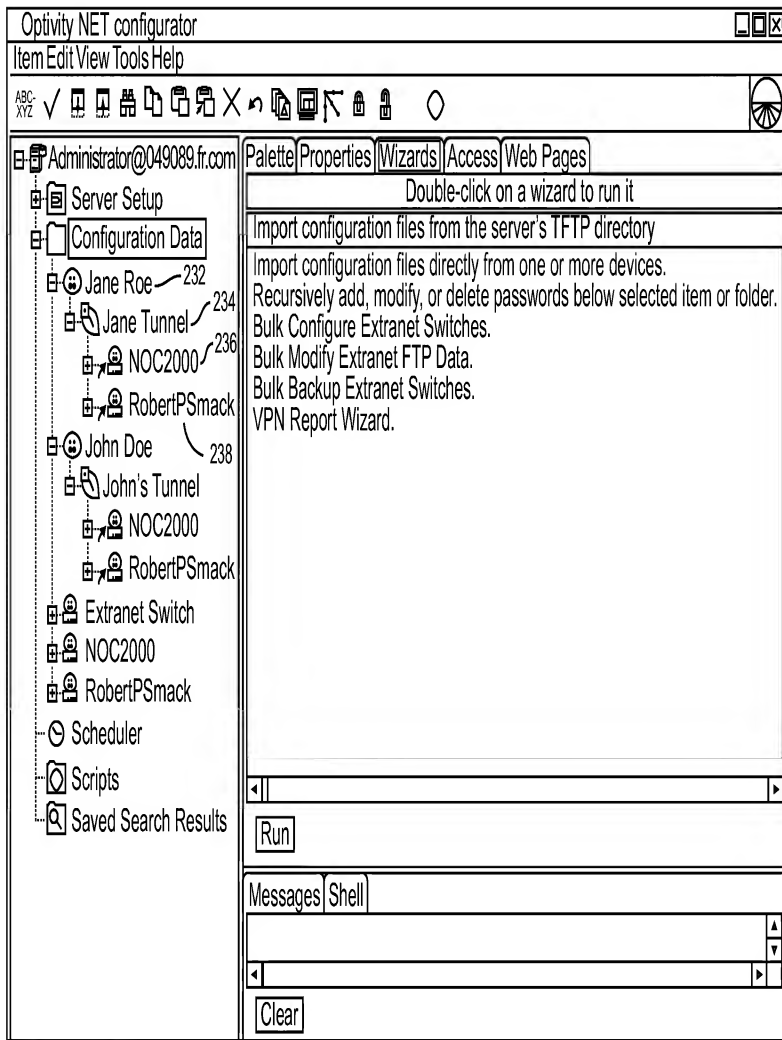 Optivity NET configurator
Item Edit View Tools Help
ABC-
XYZ
Administrator@049089.fr.com
Server Setup
Configuration Data
Jane Roe 232
Jane Tunnel 234
NOC2000 236
RobertPSmack
238
John Doe
John's Tunnel
NOC2000
RobertPSmack
Extranet Switch
NOC2000
RobertPSmack
Scheduler
Scripts
Saved Search Results
Palette Properties Wizards Access Web Pages
Double-click on a wizard to run it
Import configuration files from the server's TFTP directory
Import configuration files directly from one or more devices.
Recursively add, modify, or delete passwords below selected item or folder.
Bulk Configure Extranet Switches.
Bulk Modify Extranet FTP Data.
Bulk Backup Extranet Switches.
VPN Report Wizard.
Run
Messages Shell
Clear